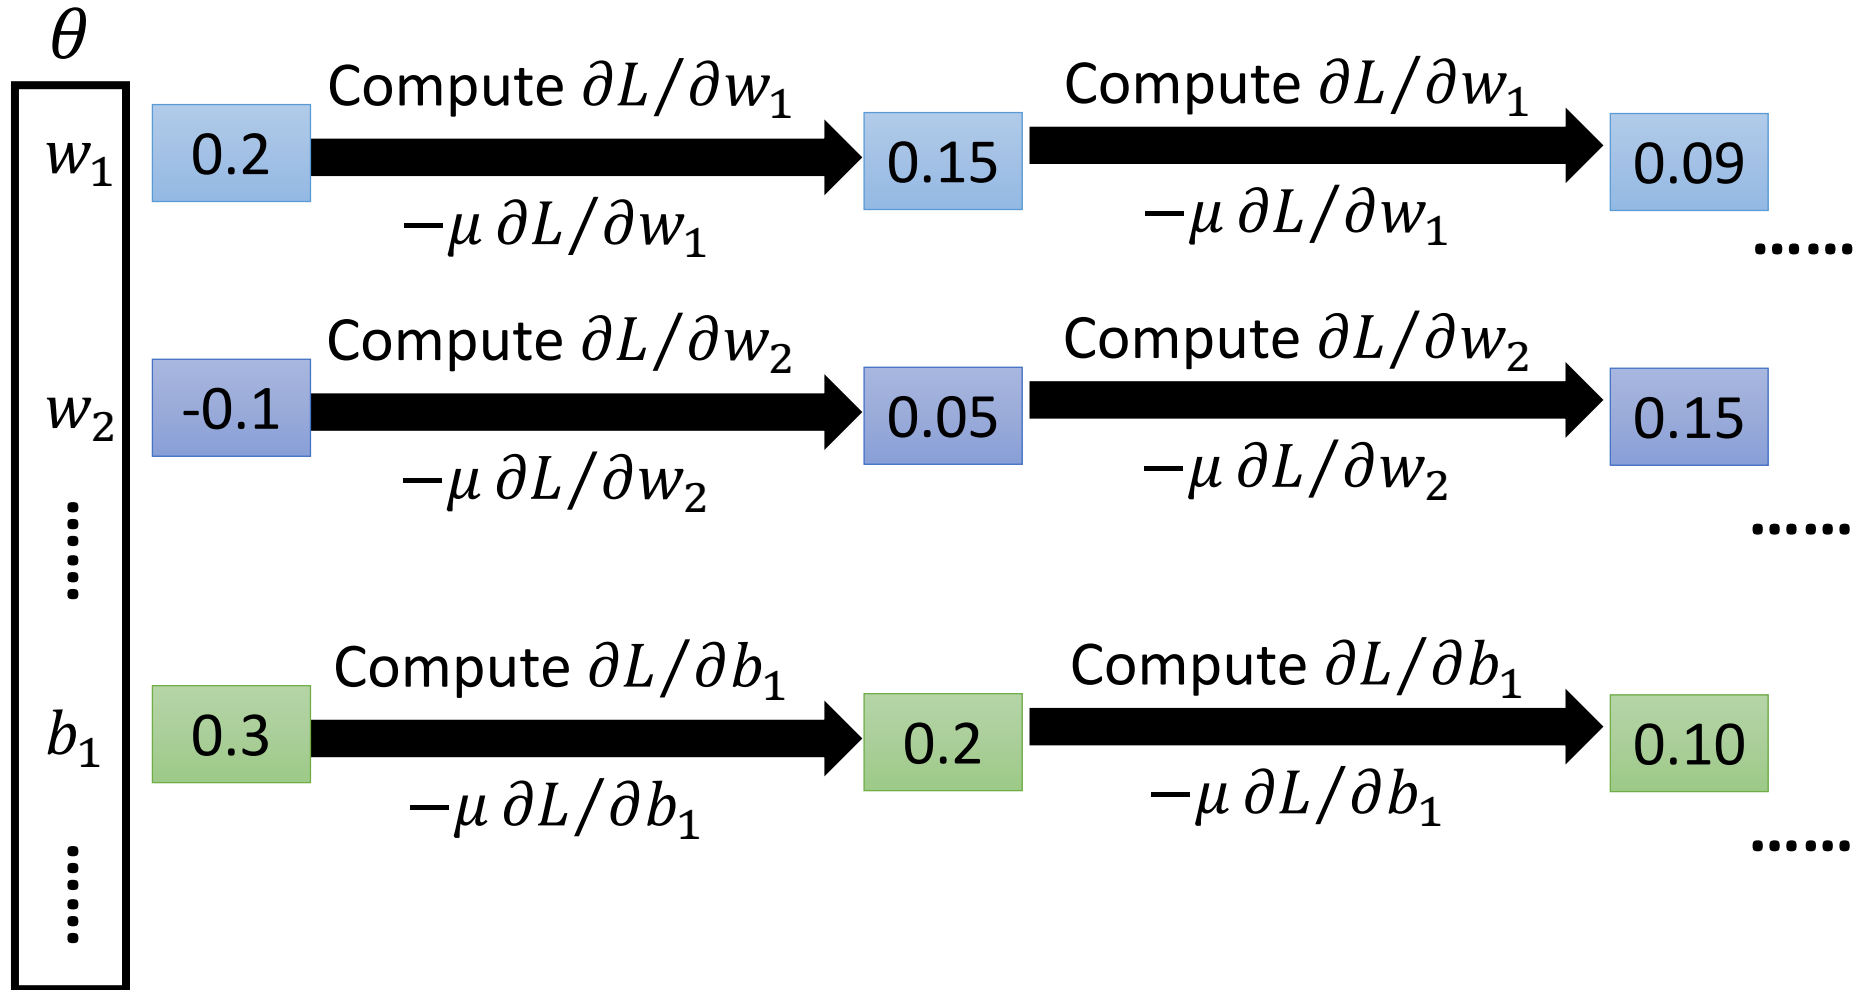 θ
w₁ 0.2 Compute ∂L/∂w₁ −μ ∂L/∂w₁ 0.15 Compute ∂L/∂w₁ −μ ∂L/∂w₁ 0.09 ……
w₂ -0.1 Compute ∂L/∂w₂ −μ ∂L/∂w₂ 0.05 Compute ∂L/∂w₂ −μ ∂L/∂w₂ 0.15 ……
……
b₁ 0.3 Compute ∂L/∂b₁ −μ ∂L/∂b₁ 0.2 Compute ∂L/∂b₁ −μ ∂L/∂b₁ 0.10 ……
……